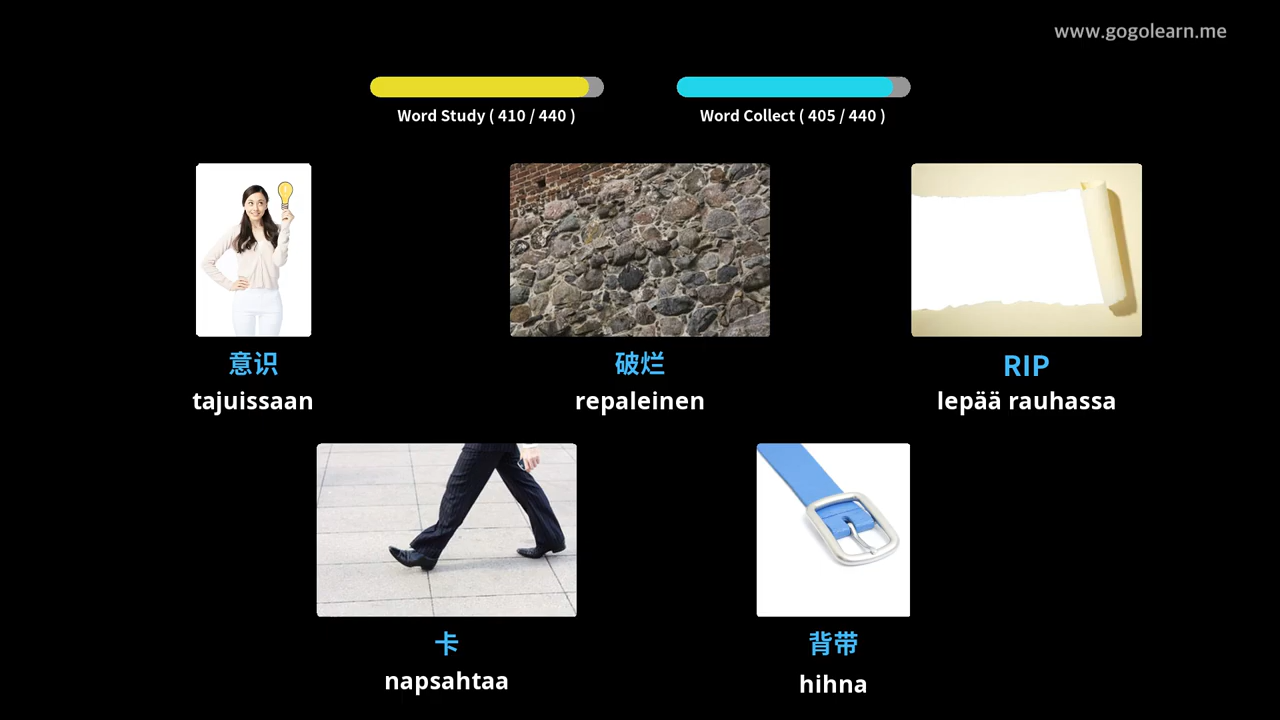 www.gogolearn.me
Word Study ( 410 / 440 )
Word Collect ( 405 / 440 )
意识
tajuissaan
破烂
repaleinen
RIP
lepää rauhassa
卡
napsahtaa
背带
hihna